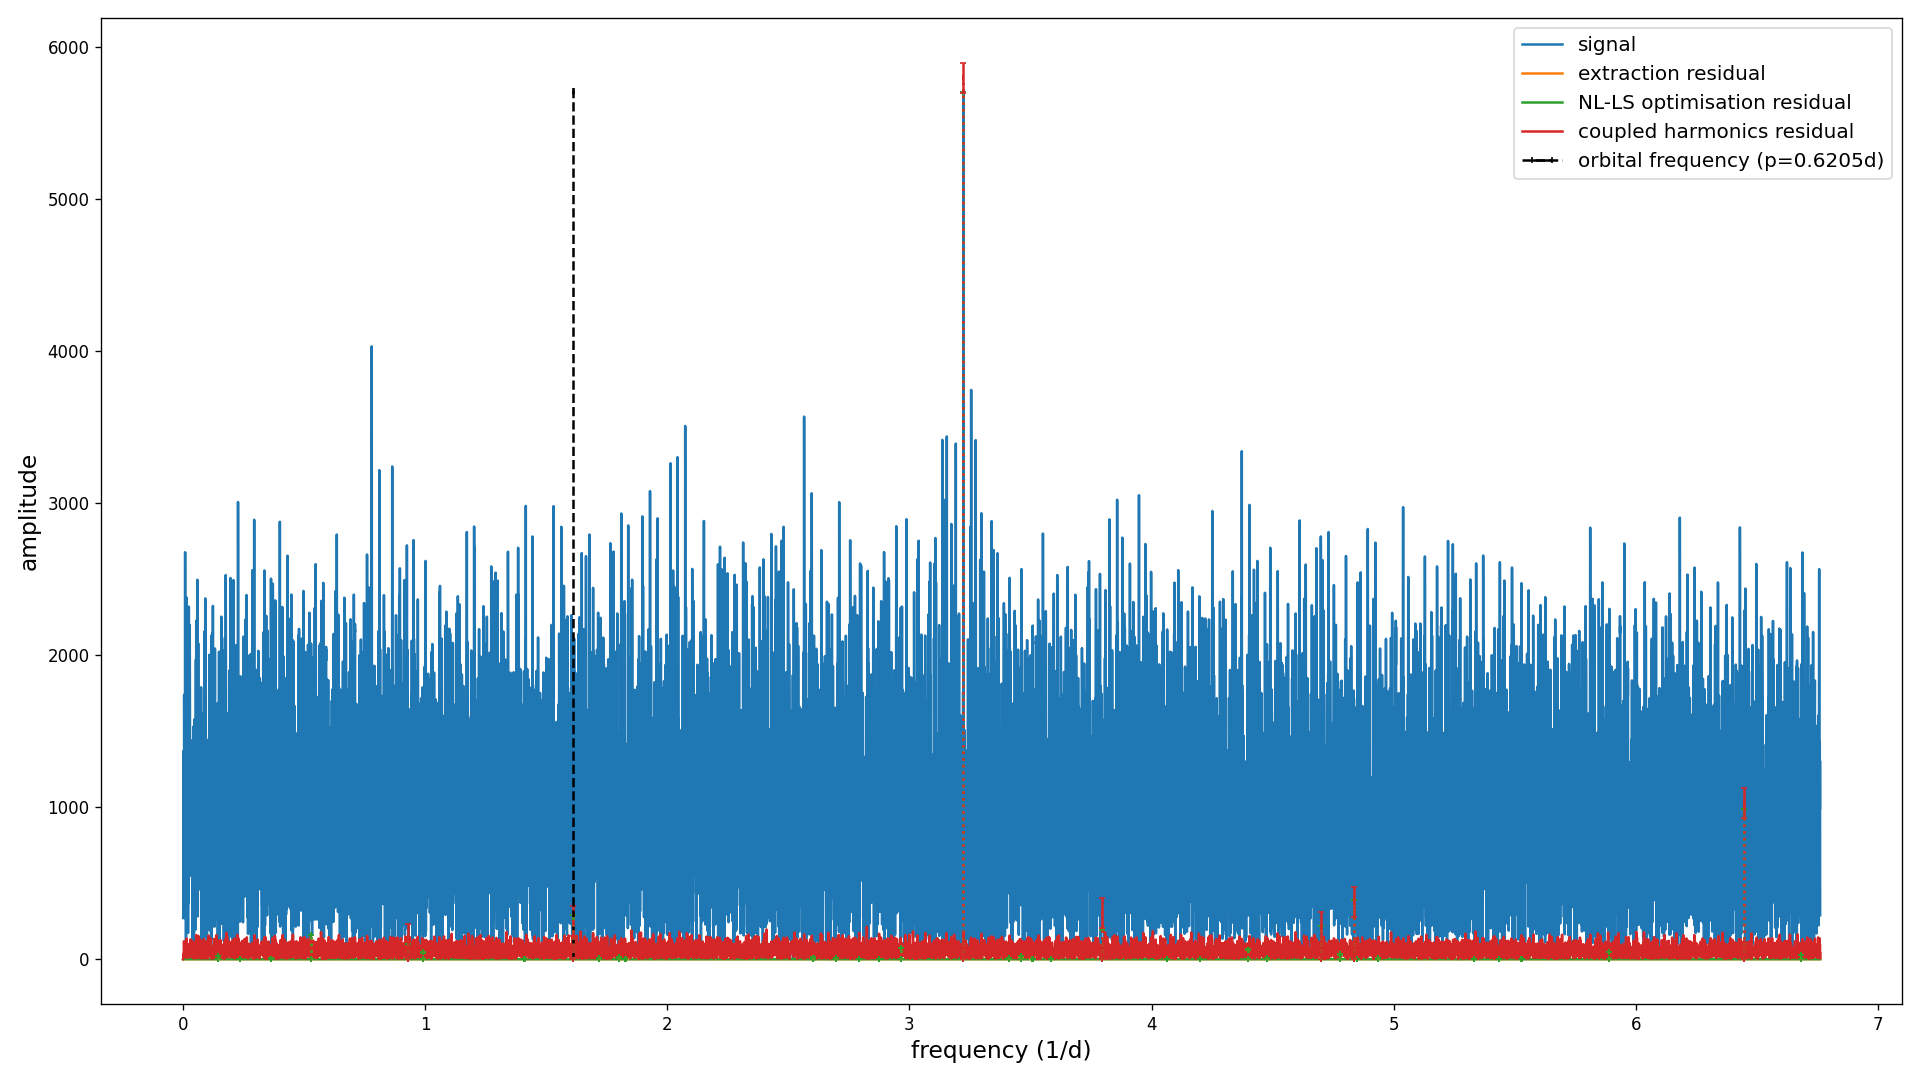 6000
5000
4000
3000
2000
1000
0
amplitude
0 1 2 3 4 5 6 7
frequency (1/d)
signal
extraction residual
NL-LS optimisation residual
coupled harmonics residual
orbital frequency (p=0.6205d)